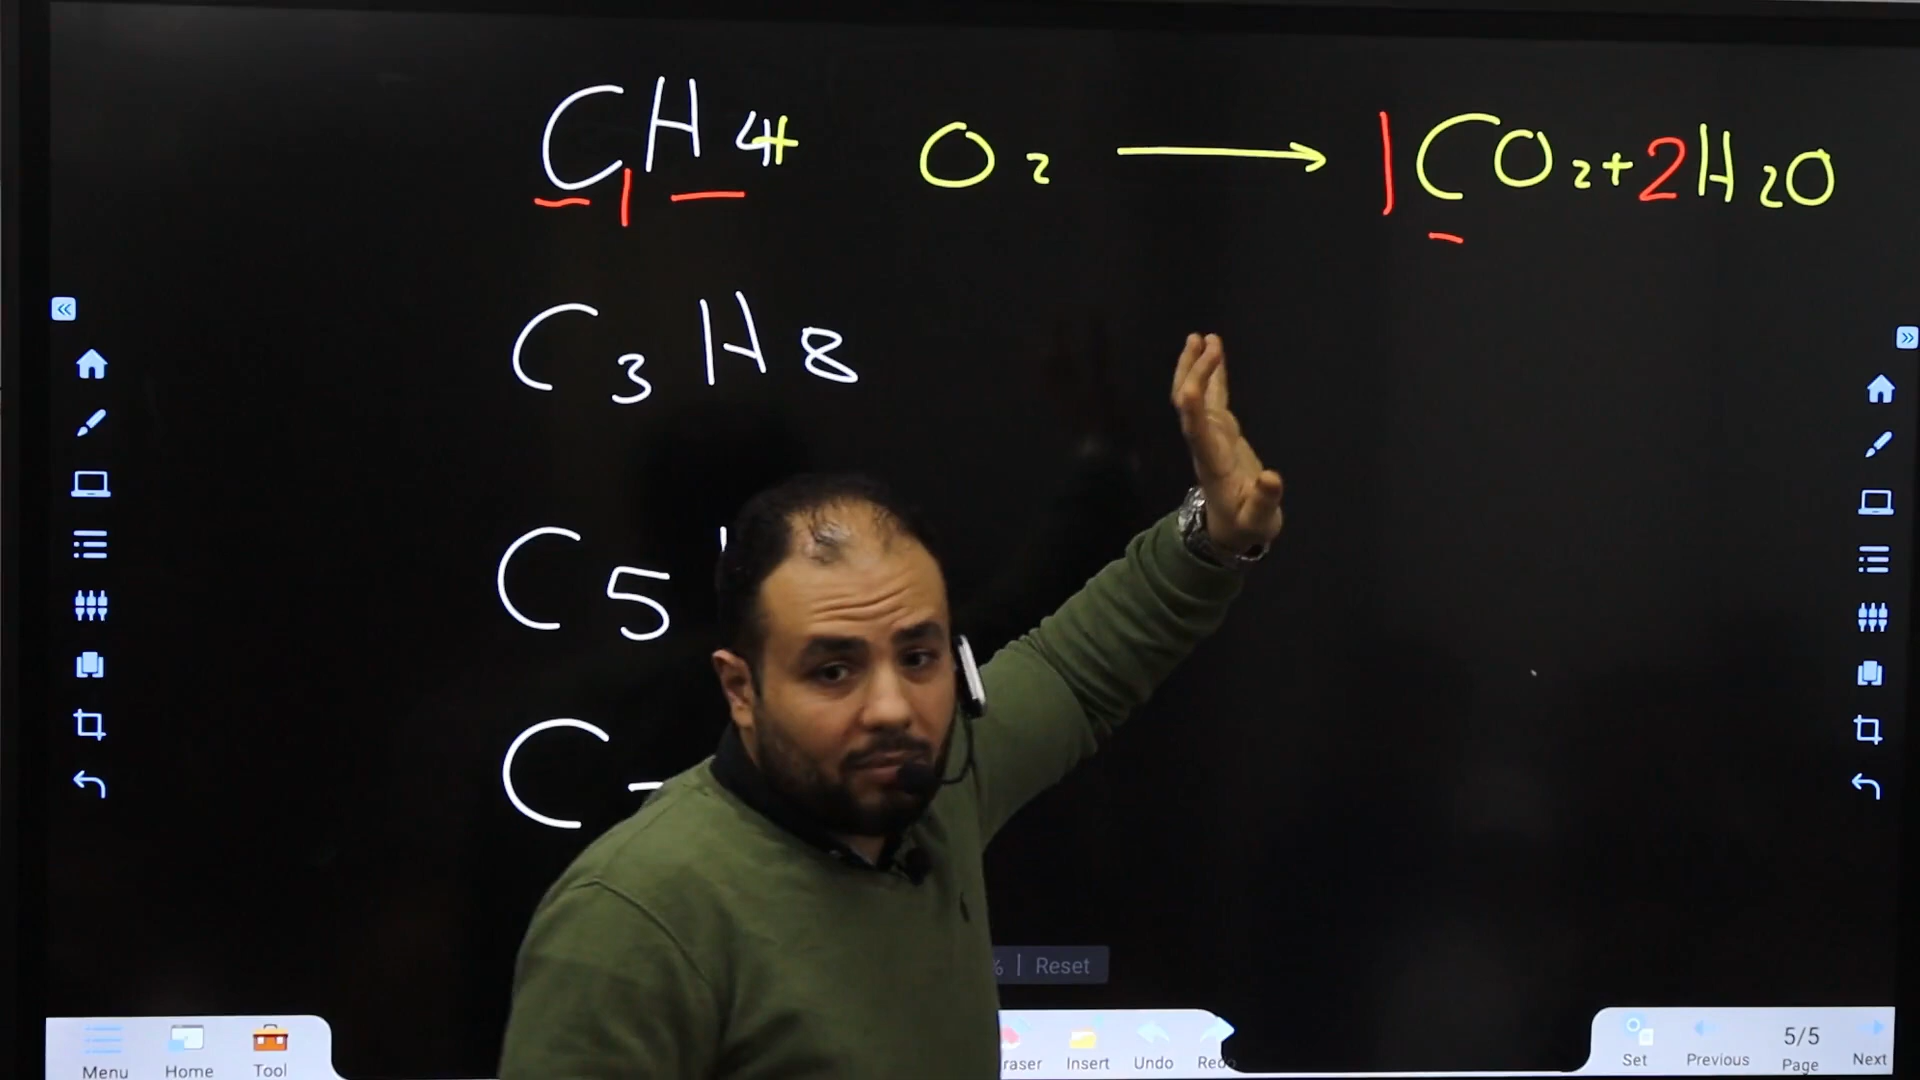 CH4 + O2 → 1CO2 + 2H2O
1
C3H8
C5
C
% | Reset
Menu Home Tool
raser Insert Undo Redo
Set Previous 5/5 Page Next